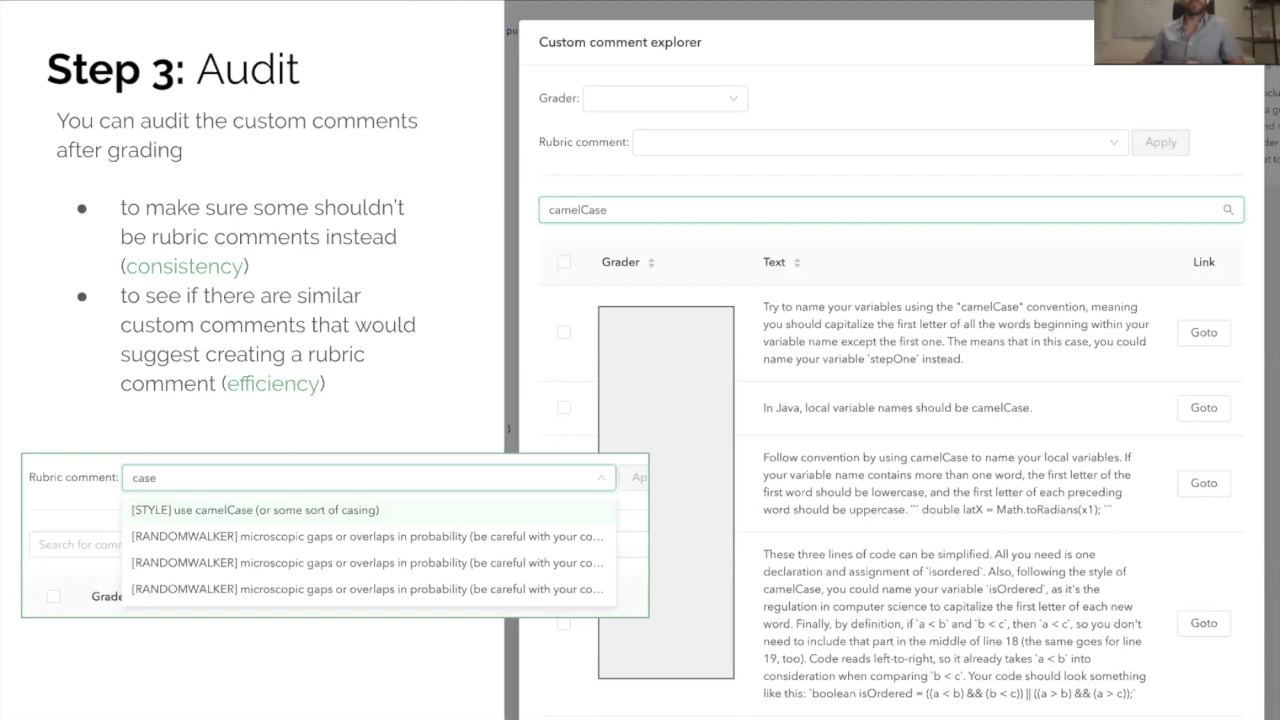 Step 3: Audit
You can audit the custom comments
after grading
● to make sure some shouldn't
be rubric comments instead
(consistency)
● to see if there are similar
custom comments that would
suggest creating a rubric
comment (efficiency)
Rubric comment: case
[STYLE] use camelCase (or some sort of casing)
[RANDOMWALKER] microscopic gaps or overlaps in probability (be careful with your co...
[RANDOMWALKER] microscopic gaps or overlaps in probability (be careful with your co...
[RANDOMWALKER] microscopic gaps or overlaps in probability (be careful with your co...
Custom comment explorer
Grader:
Rubric comment: Apply
camelCase
Grader Text Link
Try to name your variables using the "camelCase" convention, meaning
you should capitalize the first letter of all the words beginning within your
variable name except the first one. The means that in this case, you could
name your variable `stepOne` instead.
Goto
In Java, local variable names should be camelCase.
Goto
Follow convention by using camelCase to name your local variables. If
your variable name contains more than one word, the first letter of the
first word should be lowercase, and the first letter of each preceding
word should be uppercase. ``` double latX = Math.toRadians(x1); ```
Goto
These three lines of code can be simplified. All you need is one
declaration and assignment of `isordered`. Also, following the style of
camelCase, you could name your variable `isOrdered`, as it's the
regulation in computer science to capitalize the first letter of each new
word. Finally, by definition, if `a < b` and `b < c`, then `a < c`, so you don't
need to include that part in the middle of line 18 (the same goes for line
19, too). Code reads left-to-right, so it already takes `a < b` into
consideration when comparing `b < c`. Your code should look something
like this: `boolean isOrdered = ((a < b) && (b < c)) || ((a > b) && (a > c));`
Goto